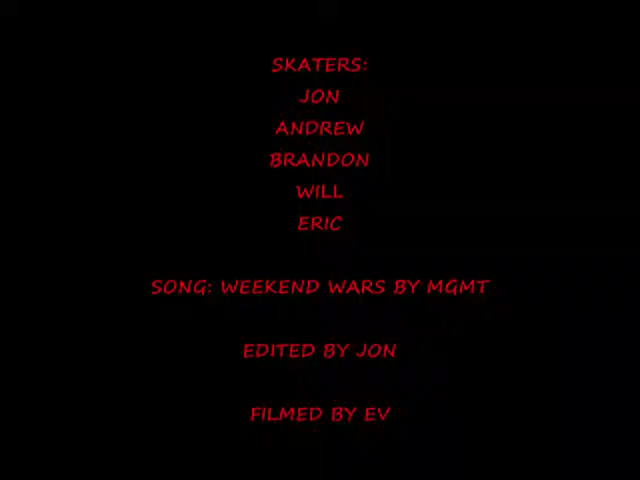 SKATERS:
JON
ANDREW
BRANDON
WILL
ERIC
SONG: WEEKEND WARS BY MGMT
EDITED BY JON
FILMED BY EV